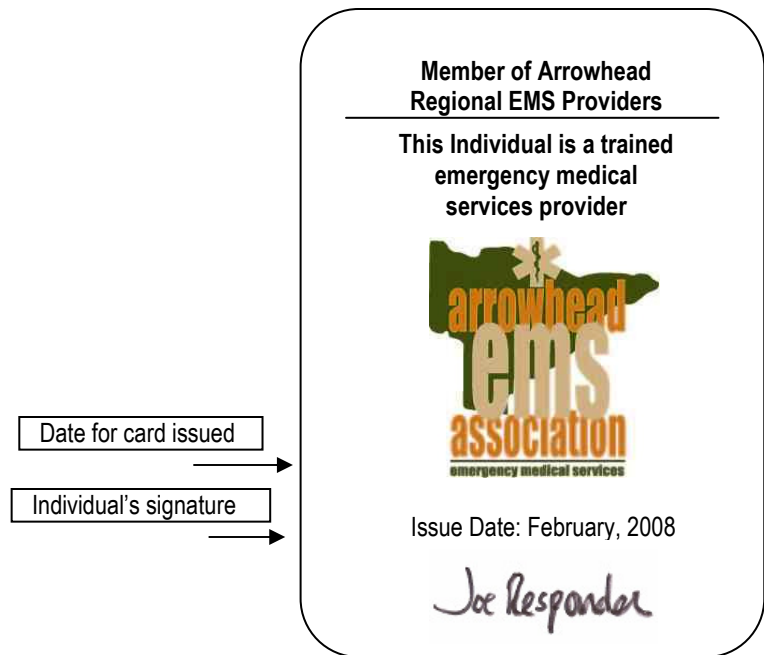 Member of Arrowhead
Regional EMS Providers
This Individual is a trained
emergency medical
services provider
arrowhead
ems
association
emergency medical services
Date for card issued
Individual’s signature
Issue Date: February, 2008
Joe Responder